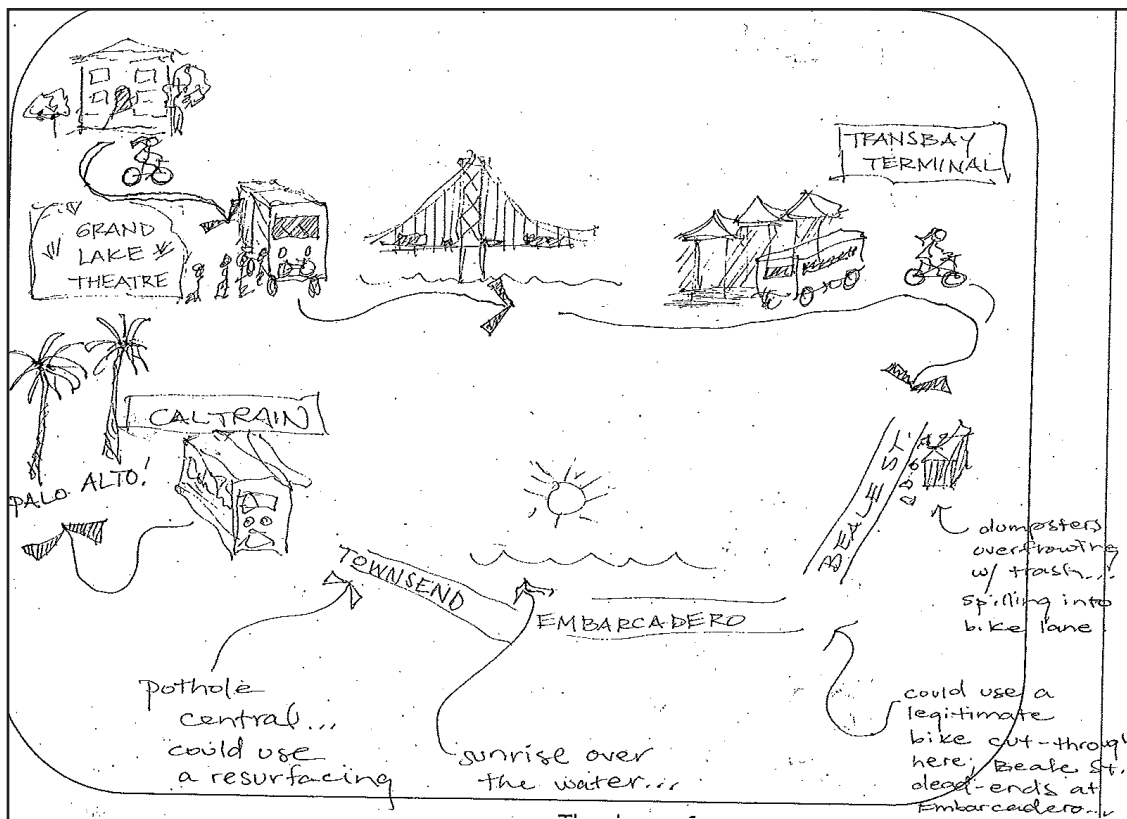 TRANSBAY
TERMINAL
GRAND
LAKE
THEATRE
CALTRAIN
PALO ALTO!
BEALE ST.
dumpsters
overflowing
w/ trash...
spilling into
bike lane
TOWNSEND
EMBARCADERO
pothole
central...
could use
a resurfacing
sunrise over
the water...
could use a
legitimate
bike cut-through
here; Beale St.
dead-ends at
Embarcadero...